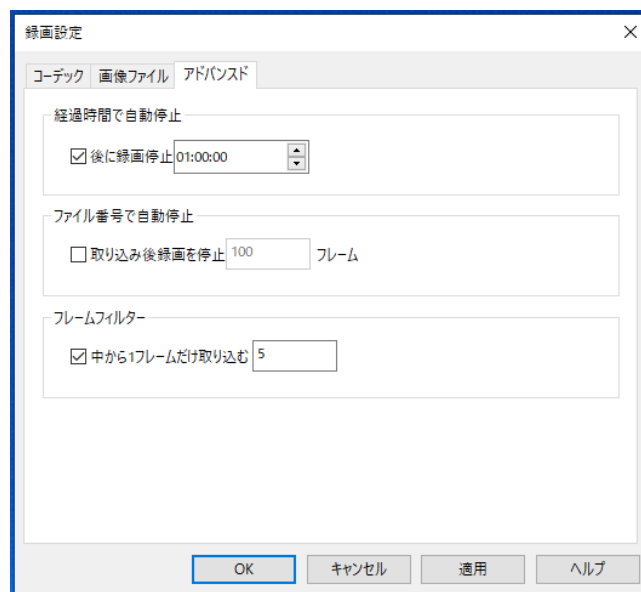 録画設定
コーデック 画像ファイル アドバンスド
経過時間で自動停止
後に録画停止 01:00:00
ファイル番号で自動停止
取り込み後録画を停止 100 フレーム
フレームフィルター
中から1フレームだけ取り込む 5
OK キャンセル 適用 ヘルプ